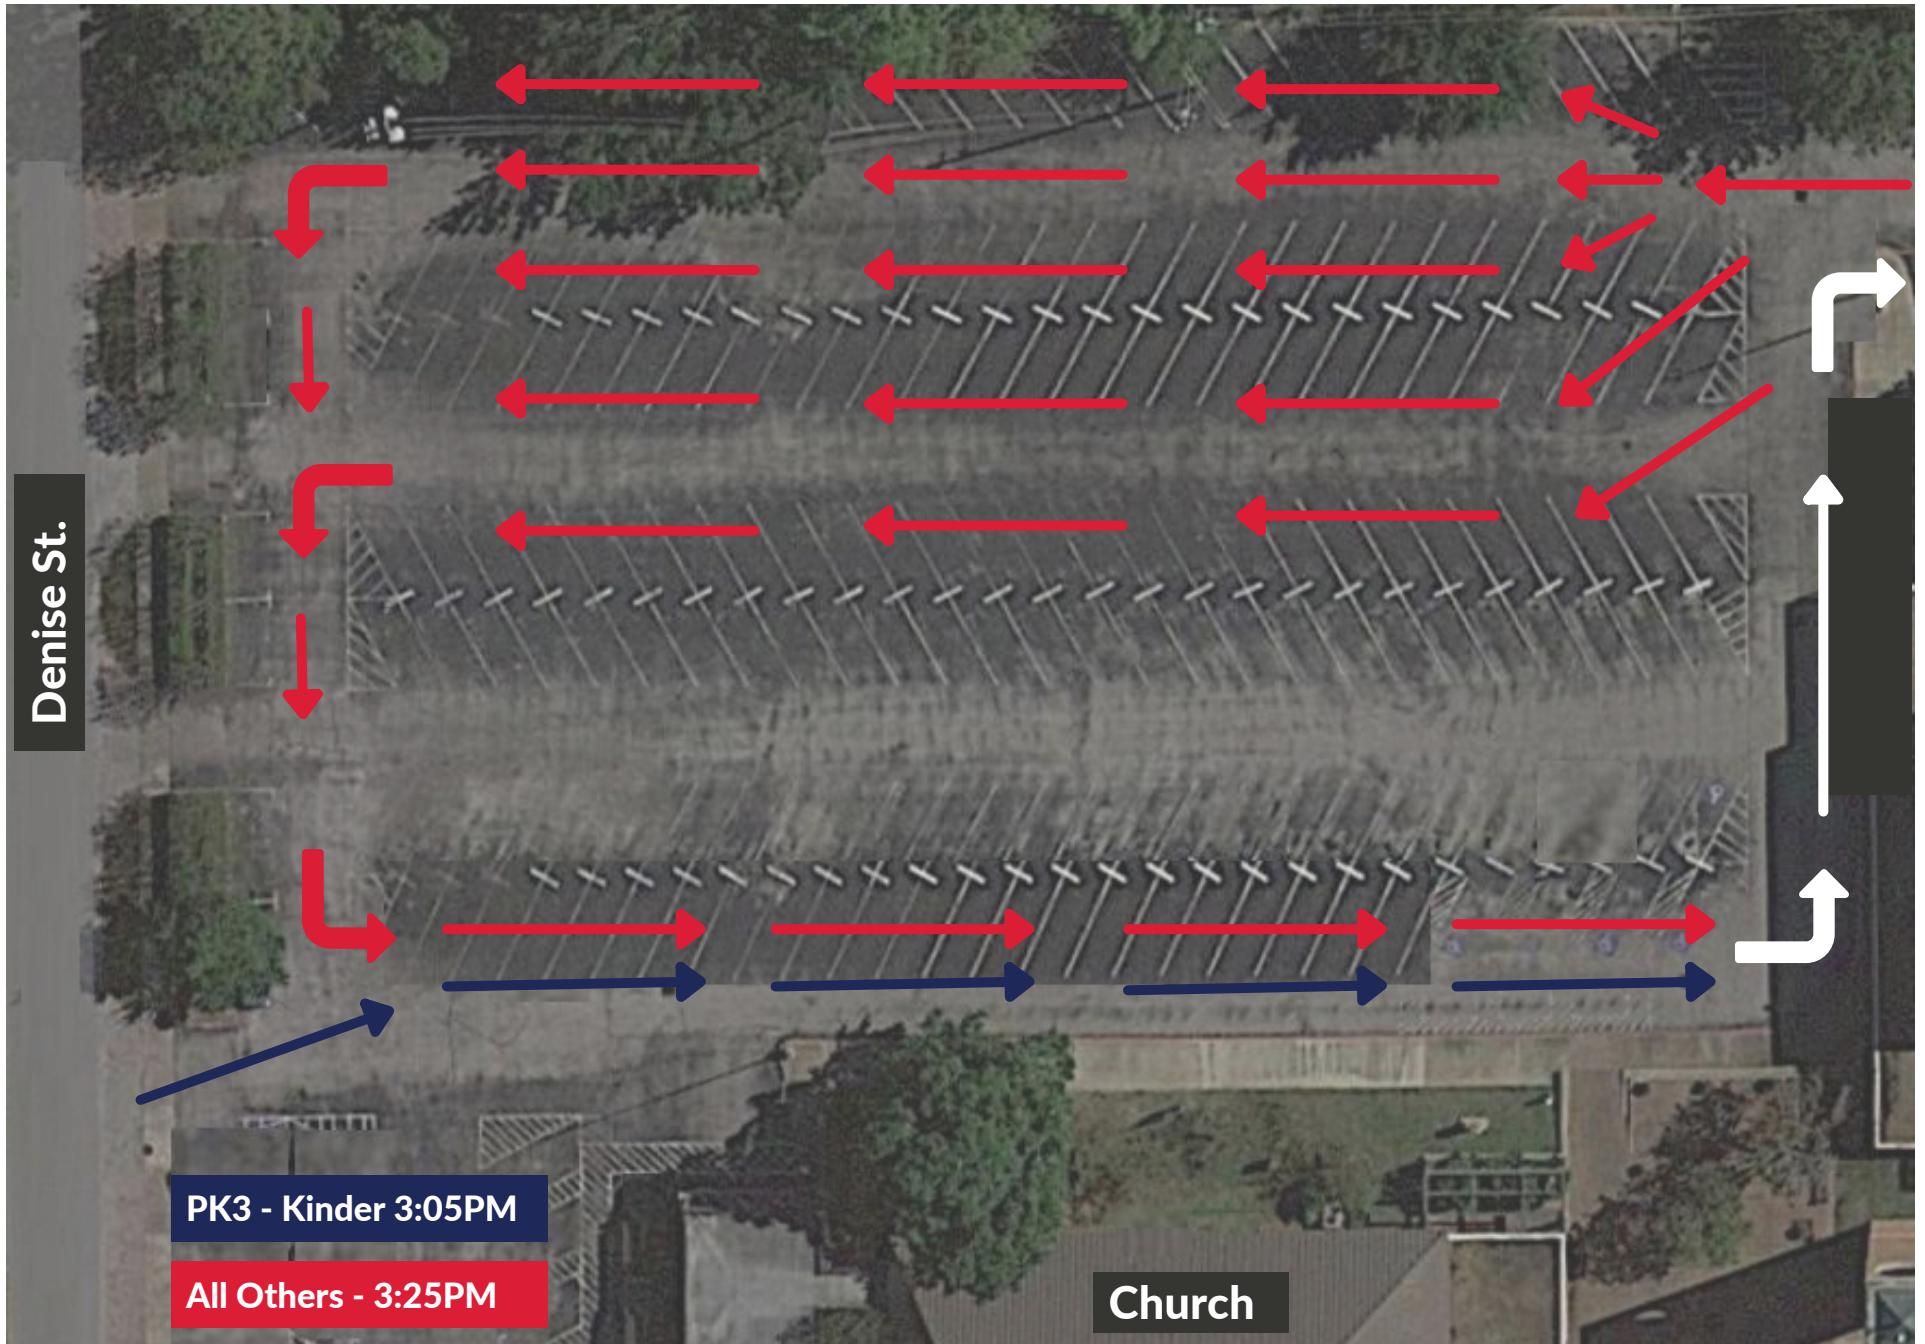 Denise St.
PK3 - Kinder 3:05PM
All Others - 3:25PM
Church